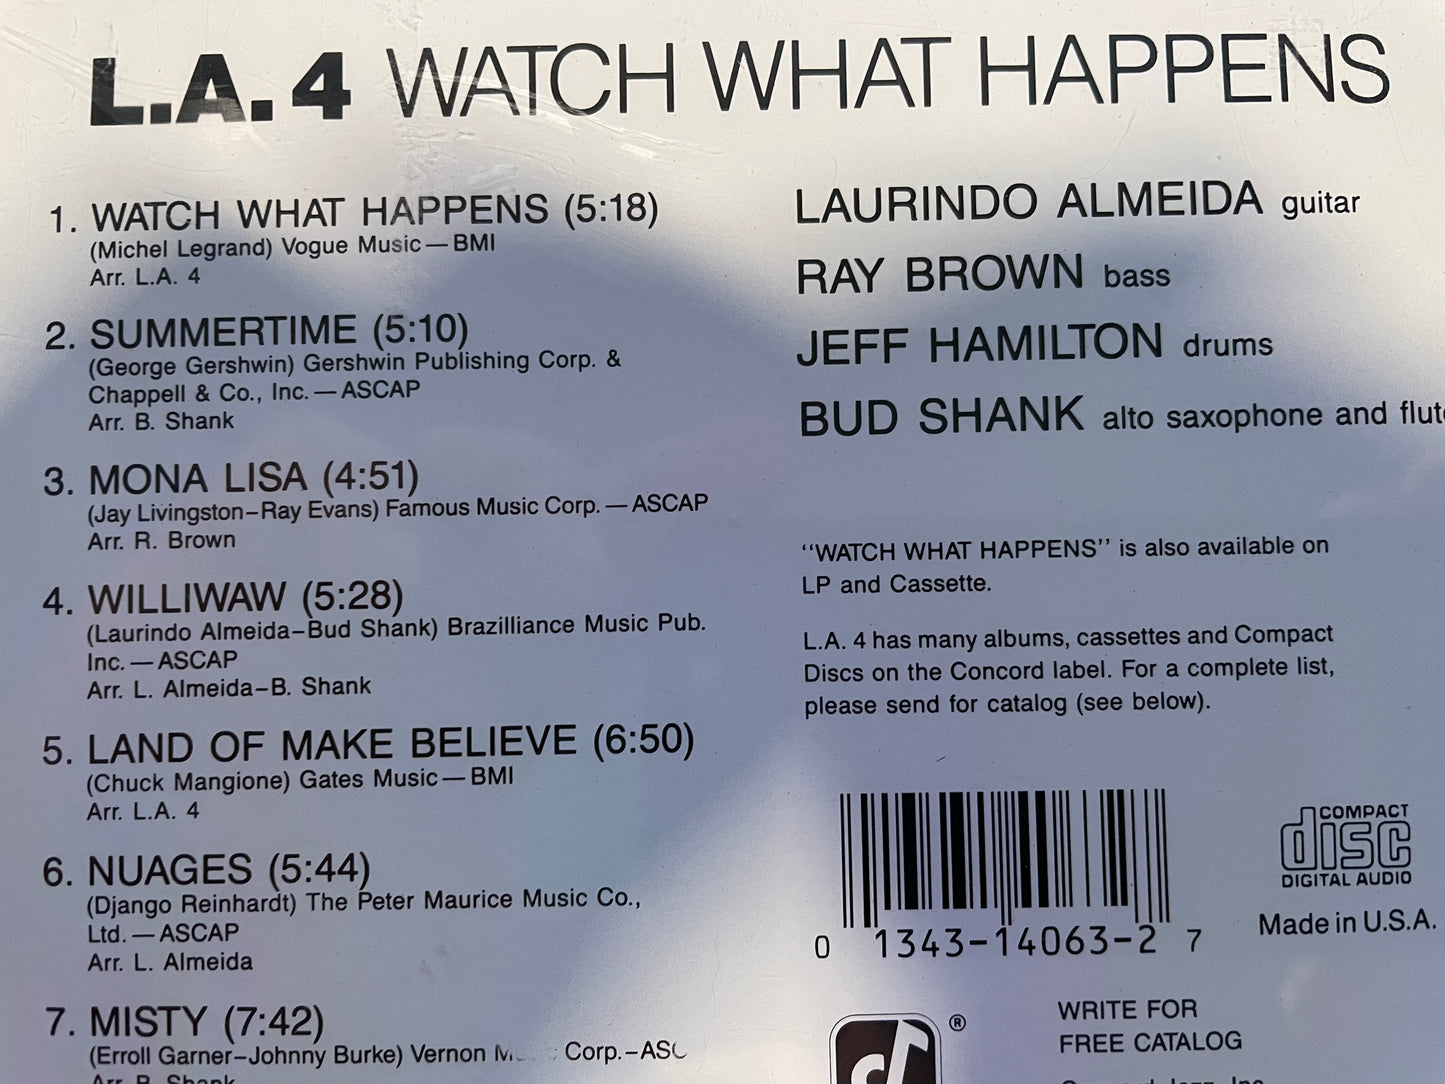 L.A. 4 WATCH WHAT HAPPENS
1. WATCH WHAT HAPPENS (5:18)
(Michel Legrand) Vogue Music — BMI
Arr. L.A. 4
2. SUMMERTIME (5:10)
(George Gershwin) Gershwin Publishing Corp. &
Chappell & Co., Inc. — ASCAP
Arr. B. Shank
3. MONA LISA (4:51)
(Jay Livingston–Ray Evans) Famous Music Corp. — ASCAP
Arr. R. Brown
4. WILLIWAW (5:28)
(Laurindo Almeida–Bud Shank) Brazilliance Music Pub.
Inc. — ASCAP
Arr. L. Almeida–B. Shank
5. LAND OF MAKE BELIEVE (6:50)
(Chuck Mangione) Gates Music — BMI
Arr. L.A. 4
6. NUAGES (5:44)
(Django Reinhardt) The Peter Maurice Music Co.,
Ltd. — ASCAP
Arr. L. Almeida
7. MISTY (7:42)
(Erroll Garner–Johnny Burke) Vernon Corp.–ASC
Arr. B. Shank
LAURINDO ALMEIDA guitar
RAY BROWN bass
JEFF HAMILTON drums
BUD SHANK alto saxophone and flute
"WATCH WHAT HAPPENS" is also available on
LP and Cassette.
L.A. 4 has many albums, cassettes and Compact
Discs on the Concord label. For a complete list,
please send for catalog (see below).
COMPACT
disc
DIGITAL AUDIO
Made in U.S.A.
0 1343-14063-2 7
®
WRITE FOR
FREE CATALOG